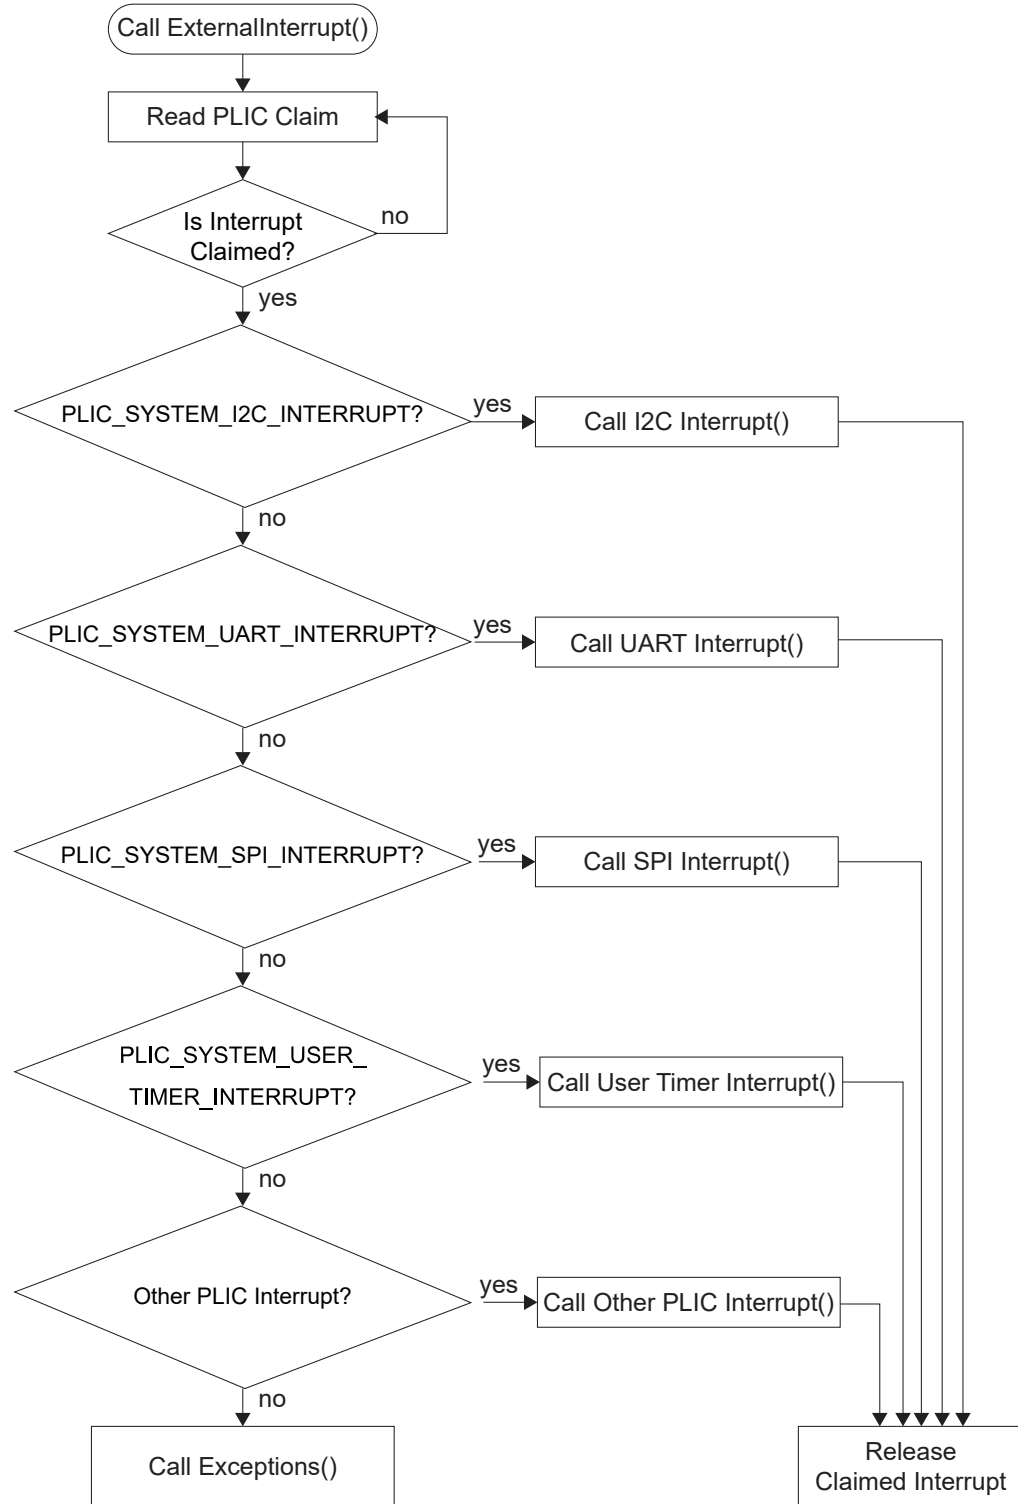 Call ExternalInterrupt()
Read PLIC Claim
Is Interrupt
Claimed?
no
yes
PLIC_SYSTEM_I2C_INTERRUPT?
yes
Call I2C Interrupt()
no
PLIC_SYSTEM_UART_INTERRUPT?
yes
Call UART Interrupt()
no
PLIC_SYSTEM_SPI_INTERRUPT?
yes
Call SPI Interrupt()
no
PLIC_SYSTEM_USER_
TIMER_INTERRUPT?
yes
Call User Timer Interrupt()
no
Other PLIC Interrupt?
yes
Call Other PLIC Interrupt()
no
Call Exceptions()
Release
Claimed Interrupt